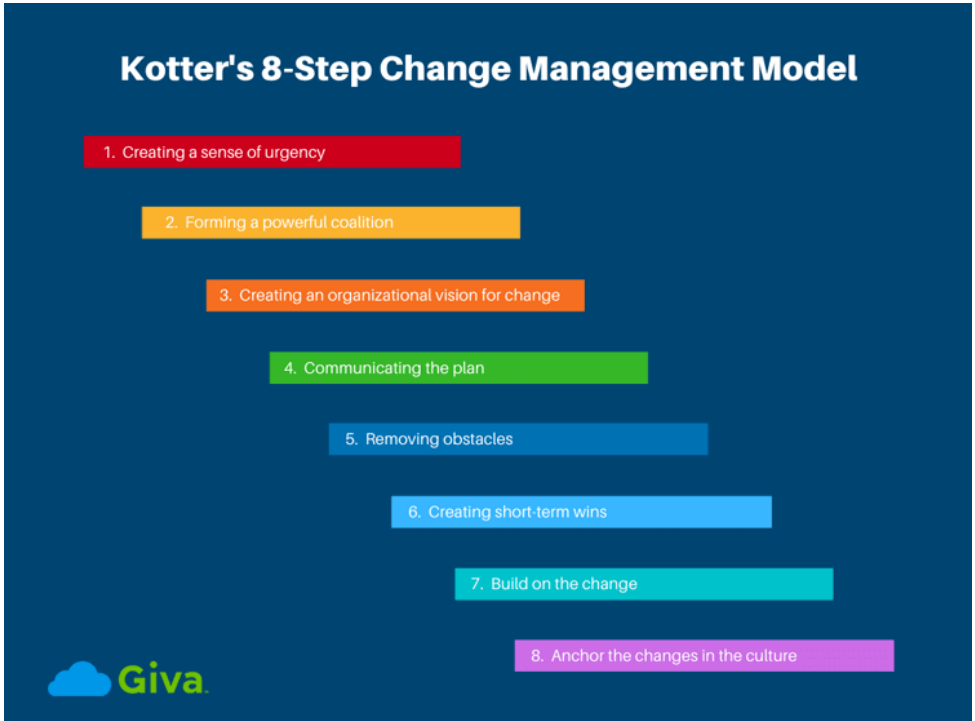 Kotter's 8-Step Change Management Model
1. Creating a sense of urgency
2. Forming a powerful coalition
3. Creating an organizational vision for change
4. Communicating the plan
5. Removing obstacles
6. Creating short-term wins
7. Build on the change
8. Anchor the changes in the culture
Giva